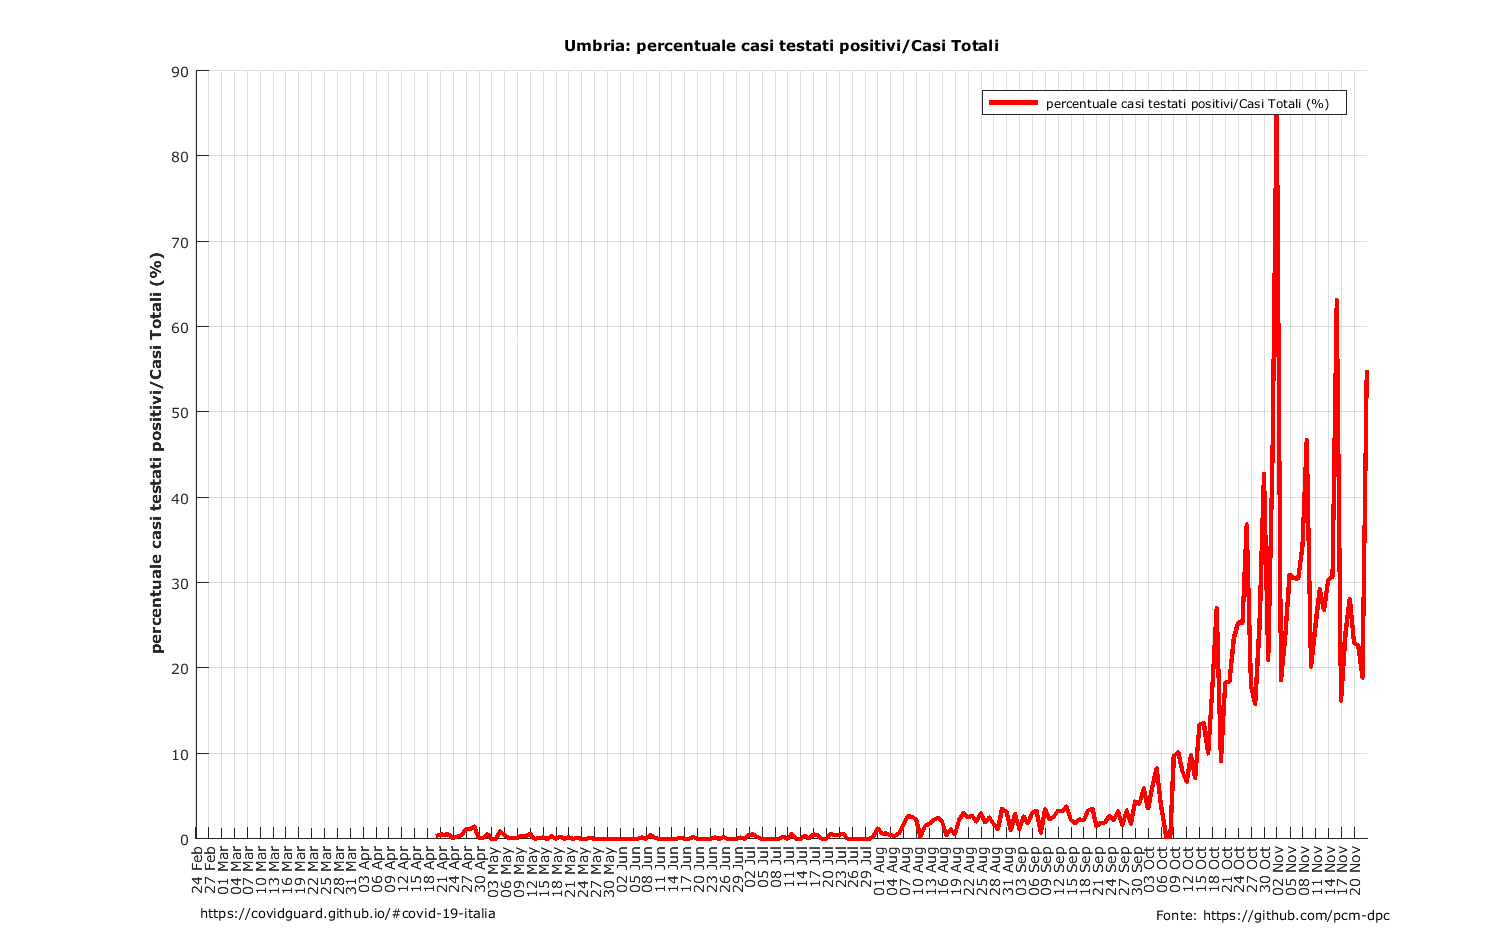 Umbria: percentuale casi testati positivi/Casi Totali
percentuale casi testati positivi/Casi Totali (%)
percentuale casi testati positivi/Casi Totali (%)
90
80
70
60
50
40
30
20
10
0
24 Feb
27 Feb
01 Mar
04 Mar
07 Mar
10 Mar
13 Mar
16 Mar
19 Mar
22 Mar
25 Mar
28 Mar
31 Mar
03 Apr
06 Apr
09 Apr
12 Apr
15 Apr
18 Apr
21 Apr
24 Apr
27 Apr
30 Apr
03 May
06 May
09 May
12 May
15 May
18 May
21 May
24 May
27 May
30 May
02 Jun
05 Jun
08 Jun
11 Jun
14 Jun
17 Jun
20 Jun
23 Jun
26 Jun
29 Jun
02 Jul
05 Jul
08 Jul
11 Jul
14 Jul
17 Jul
20 Jul
23 Jul
26 Jul
29 Jul
01 Aug
04 Aug
07 Aug
10 Aug
13 Aug
16 Aug
19 Aug
22 Aug
25 Aug
28 Aug
31 Aug
03 Sep
06 Sep
09 Sep
12 Sep
15 Sep
18 Sep
21 Sep
24 Sep
27 Sep
30 Sep
03 Oct
06 Oct
09 Oct
12 Oct
15 Oct
18 Oct
21 Oct
24 Oct
27 Oct
30 Oct
02 Nov
05 Nov
08 Nov
11 Nov
14 Nov
17 Nov
20 Nov
https://covidguard.github.io/#covid-19-italia
Fonte: https://github.com/pcm-dpc